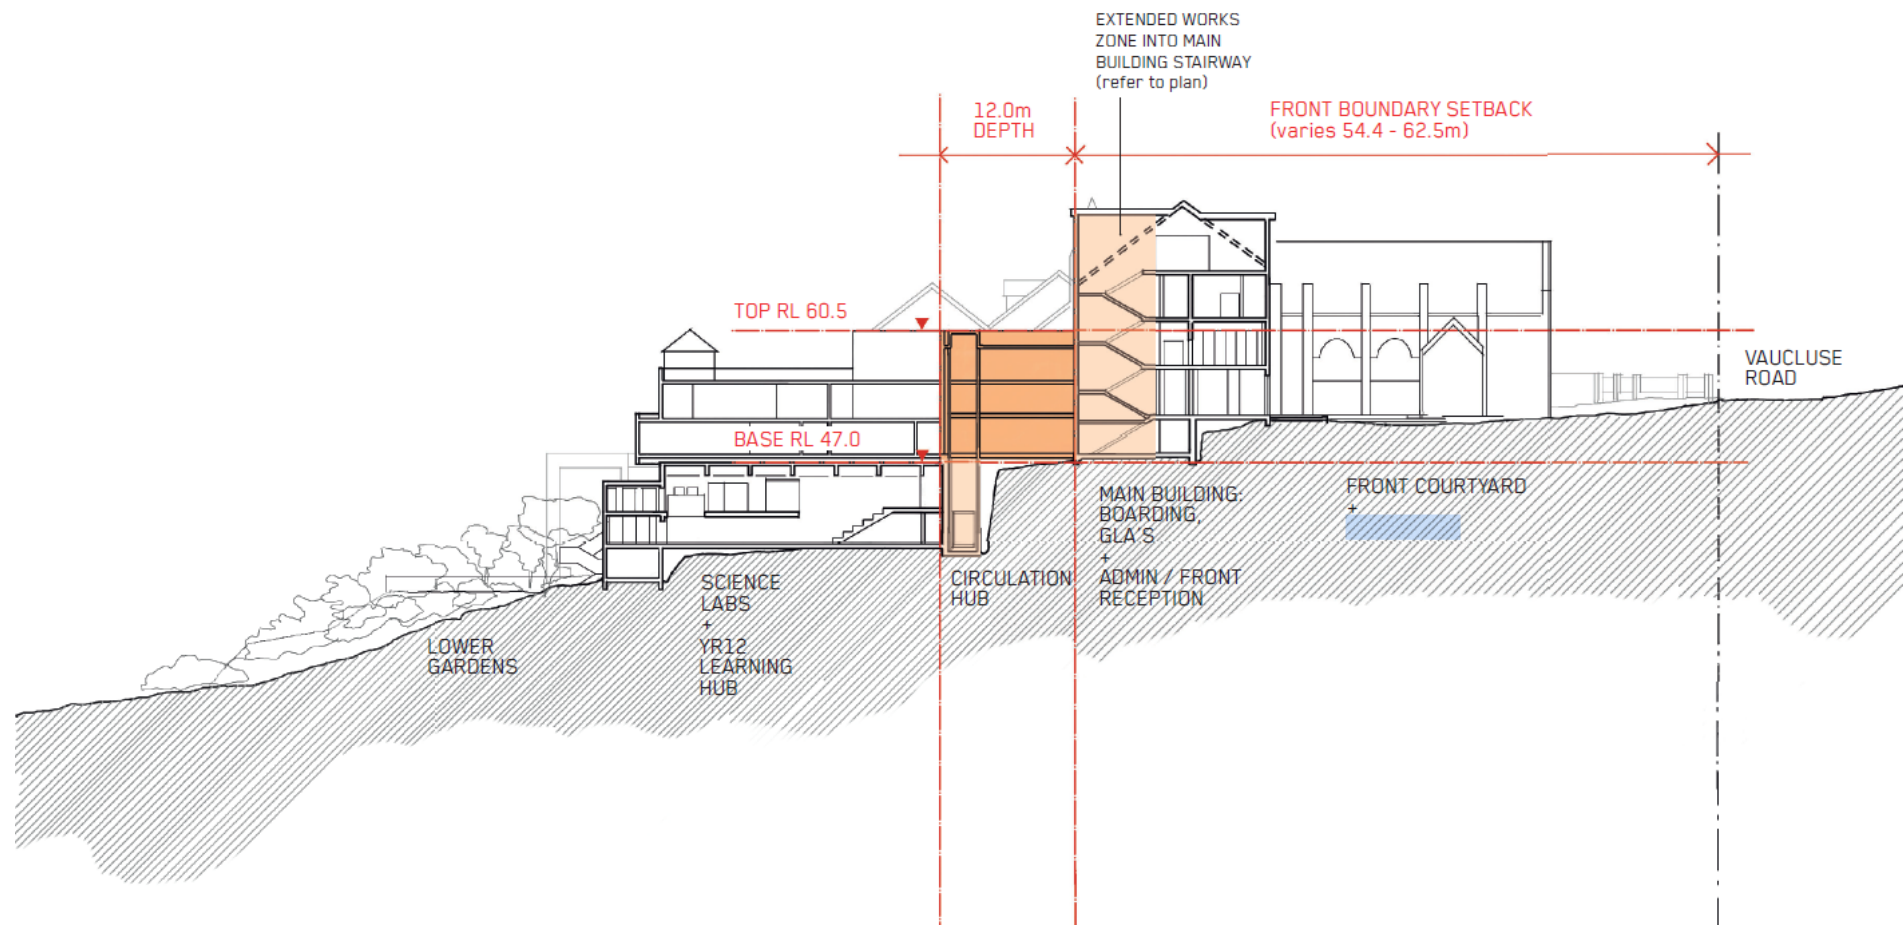 EXTENDED WORKS
ZONE INTO MAIN
BUILDING STAIRWAY
(refer to plan)
12.0m
DEPTH
FRONT BOUNDARY SETBACK
(varies 54.4 - 62.5m)
TOP RL 60.5
VAUCLUSE
ROAD
BASE RL 47.0
MAIN BUILDING:
BOARDING,
GLA'S
+
ADMIN / FRONT
RECEPTION
FRONT COURTYARD
+
CIRCULATION
HUB
SCIENCE
LABS
+
YR12
LEARNING
HUB
LOWER
GARDENS